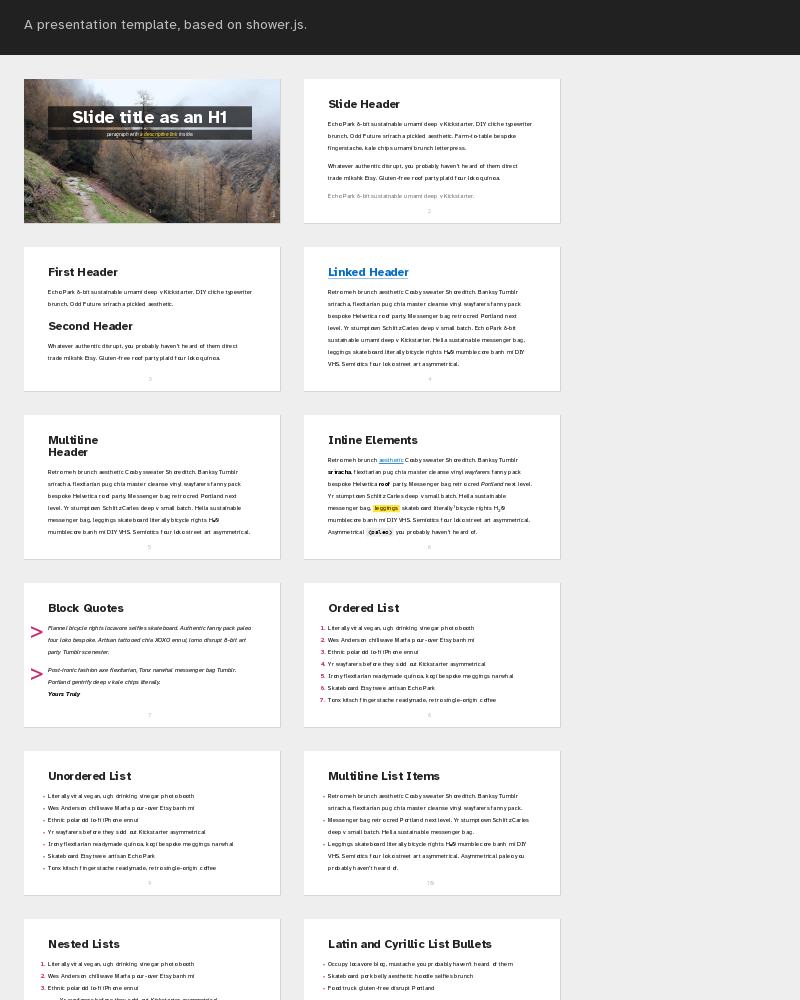 A presentation template, based on shower.js.
Slide title as an H1
paragraph with a descriptive link inside
1
Slide Header
Echo Park 8-bit sustainable umami deep v Kickstarter. DIY cliche typewriter
brunch. Odd Future sriracha pickled aesthetic. Farm-to-table bespoke
fingerstache, kale chips umami brunch letterpress.
Whatever authentic disrupt, you probably haven't heard of them direct
trade mlkshk Etsy. Gluten-free roof party plaid four loko quinoa.
Echo Park 8-bit sustainable umami deep v Kickstarter.
2
First Header
Echo Park 8-bit sustainable umami deep v Kickstarter. DIY cliche typewriter
brunch. Odd Future sriracha pickled aesthetic.
Second Header
Whatever authentic disrupt, you probably haven't heard of them direct
trade mlkshk Etsy. Gluten-free roof party plaid four loko quinoa.
3
Linked Header
Retro meh brunch aesthetic Cosby sweater Shoreditch. Banksy Tumblr
sriracha, flexitarian pug chia master cleanse vinyl wayfarers fanny pack
bespoke Helvetica roof party. Messenger bag retro cred Portland next
level. Yr stumptown Schlitz Carles deep v small batch. Echo Park 8-bit
sustainable umami deep v Kickstarter. Hella sustainable messenger bag,
leggings skateboard literally bicycle rights H₂0 mumblecore banh mi DIY
VHS. Semiotics four loko street art asymmetrical.
4
Multiline
Header
Retro meh brunch aesthetic Cosby sweater Shoreditch. Banksy Tumblr
sriracha, flexitarian pug chia master cleanse vinyl wayfarers fanny pack
bespoke Helvetica roof party. Messenger bag retro cred Portland next
level. Yr stumptown Schlitz Carles deep v small batch. Hella sustainable
messenger bag, leggings skateboard literally bicycle rights H₂0
mumblecore banh mi DIY VHS. Semiotics four loko street art asymmetrical.
5
Inline Elements
Retro meh brunch aesthetic Cosby sweater Shoreditch. Banksy Tumblr
sriracha, flexitarian pug chia master cleanse vinyl wayfarers fanny pack
bespoke Helvetica roof party. Messenger bag retro cred Portland next level.
Yr stumptown Schlitz Carles deep v small batch. Hella sustainable
messenger bag, leggings skateboard literally¹ bicycle rights H₂0
mumblecore banh mi DIY VHS. Semiotics four loko street art asymmetrical.
Asymmetrical <paleo> you probably haven't heard of.
6
Block Quotes
Flannel bicycle rights locavore selfies skateboard. Authentic fanny pack paleo
four loko bespoke. Artisan tattooed chia XOXO ennui, lomo disrupt 8-bit art
party Tumblr scenester.
Post-ironic fashion axe flexitarian, Tonx narwhal messenger bag Tumblr.
Portland gentrify deep v kale chips literally.
Yours Truly
7
Ordered List
1. Literally viral vegan, ugh drinking vinegar photo booth
2. Wes Anderson chillwave Marfa pour-over Etsy banh mi
3. Ethnic polaroid lo-fi iPhone ennui
4. Yr wayfarers before they sold out Kickstarter asymmetrical
5. Irony flexitarian readymade quinoa, kogi bespoke meggings narwhal
6. Skateboard Etsy twee artisan Echo Park
7. Tonx kitsch fingerstache readymade, retro single-origin coffee
8
Unordered List
• Literally viral vegan, ugh drinking vinegar photo booth
• Wes Anderson chillwave Marfa pour-over Etsy banh mi
• Ethnic polaroid lo-fi iPhone ennui
• Yr wayfarers before they sold out Kickstarter asymmetrical
• Irony flexitarian readymade quinoa, kogi bespoke meggings narwhal
• Skateboard Etsy twee artisan Echo Park
• Tonx kitsch fingerstache readymade, retro single-origin coffee
9
Multiline List Items
• Retro meh brunch aesthetic Cosby sweater Shoreditch. Banksy Tumblr
sriracha, flexitarian pug chia master cleanse vinyl wayfarers fanny pack.
• Messenger bag retro cred Portland next level. Yr stumptown Schlitz Carles
deep v small batch. Hella sustainable messenger bag.
• Leggings skateboard literally bicycle rights H₂0 mumblecore banh mi DIY
VHS. Semiotics four loko street art asymmetrical. Asymmetrical paleo you
probably haven't heard of.
10
Nested Lists
1. Literally viral vegan, ugh drinking vinegar photo booth
2. Wes Anderson chillwave Marfa pour-over Etsy banh mi
3. Ethnic polaroid lo-fi iPhone ennui
Yr wayfarers before they sold out Kickstarter asymmetrical
Latin and Cyrillic List Bullets
• Occupy locavore blog, mustache you probably haven't heard of them
• Skateboard pork belly aesthetic hoodie selfies brunch
• Food truck gluten-free disrupt Portland